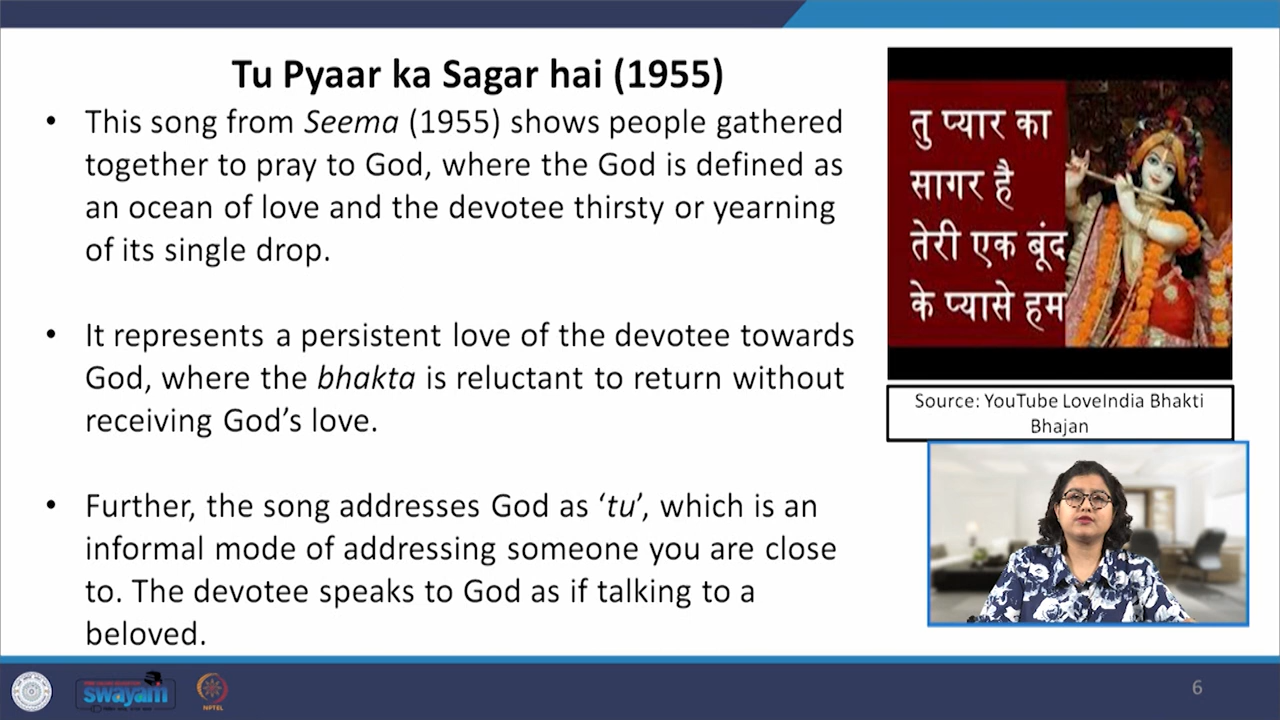 Tu Pyaar ka Sagar hai (1955)
• This song from Seema (1955) shows people gathered
together to pray to God, where the God is defined as
an ocean of love and the devotee thirsty or yearning
of its single drop.
• It represents a persistent love of the devotee towards
God, where the bhakta is reluctant to return without
receiving God’s love.
• Further, the song addresses God as ‘tu’, which is an
informal mode of addressing someone you are close
to. The devotee speaks to God as if talking to a
beloved.
तु प्यार का
सागर है
तेरी एक बूंद
के प्यासे हम
Source: YouTube LoveIndia Bhakti
Bhajan
swayam
NPTEL
6